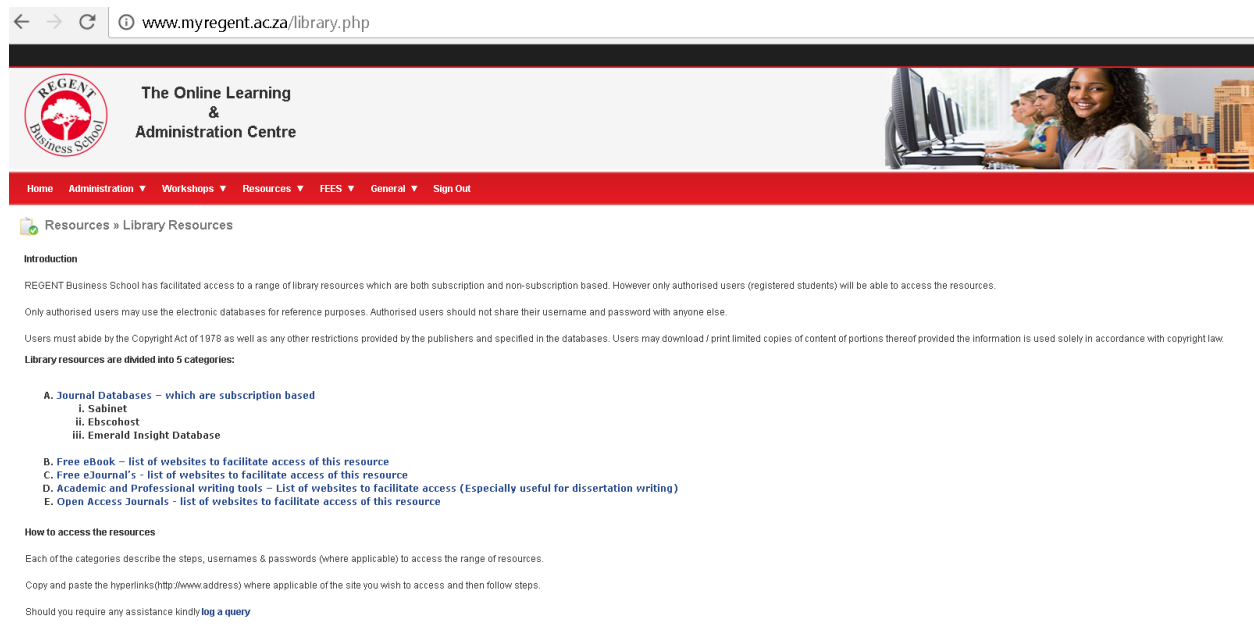 www.myregent.ac.za/library.php
REGENT
Business School
The Online Learning
&
Administration Centre
Home Administration ▼ Workshops ▼ Resources ▼ FEES ▼ General ▼ Sign Out
Resources » Library Resources
Introduction
REGENT Business School has facilitated access to a range of library resources which are both subscription and non-subscription based. However only authorised users (registered students) will be able to access the resources.
Only authorised users may use the electronic databases for reference purposes. Authorised users should not share their username and password with anyone else.
Users must abide by the Copyright Act of 1978 as well as any other restrictions provided by the publishers and specified in the databases. Users may download / print limited copies of content of portions thereof provided the information is used solely in accordance with copyright law.
Library resources are divided into 5 categories:
A. Journal Databases – which are subscription based
i. Sabinet
ii. Ebscohost
iii. Emerald Insight Database
B. Free eBook – list of websites to facilitate access of this resource
C. Free eJournal's - list of websites to facilitate access of this resource
D. Academic and Professional writing tools – List of websites to facilitate access (Especially useful for dissertation writing)
E. Open Access Journals - list of websites to facilitate access of this resource
How to access the resources
Each of the categories describe the steps, usernames & passwords (where applicable) to access the range of resources.
Copy and paste the hyperlinks(http://www.address) where applicable of the site you wish to access and then follow steps.
Should you require any assistance kindly log a query